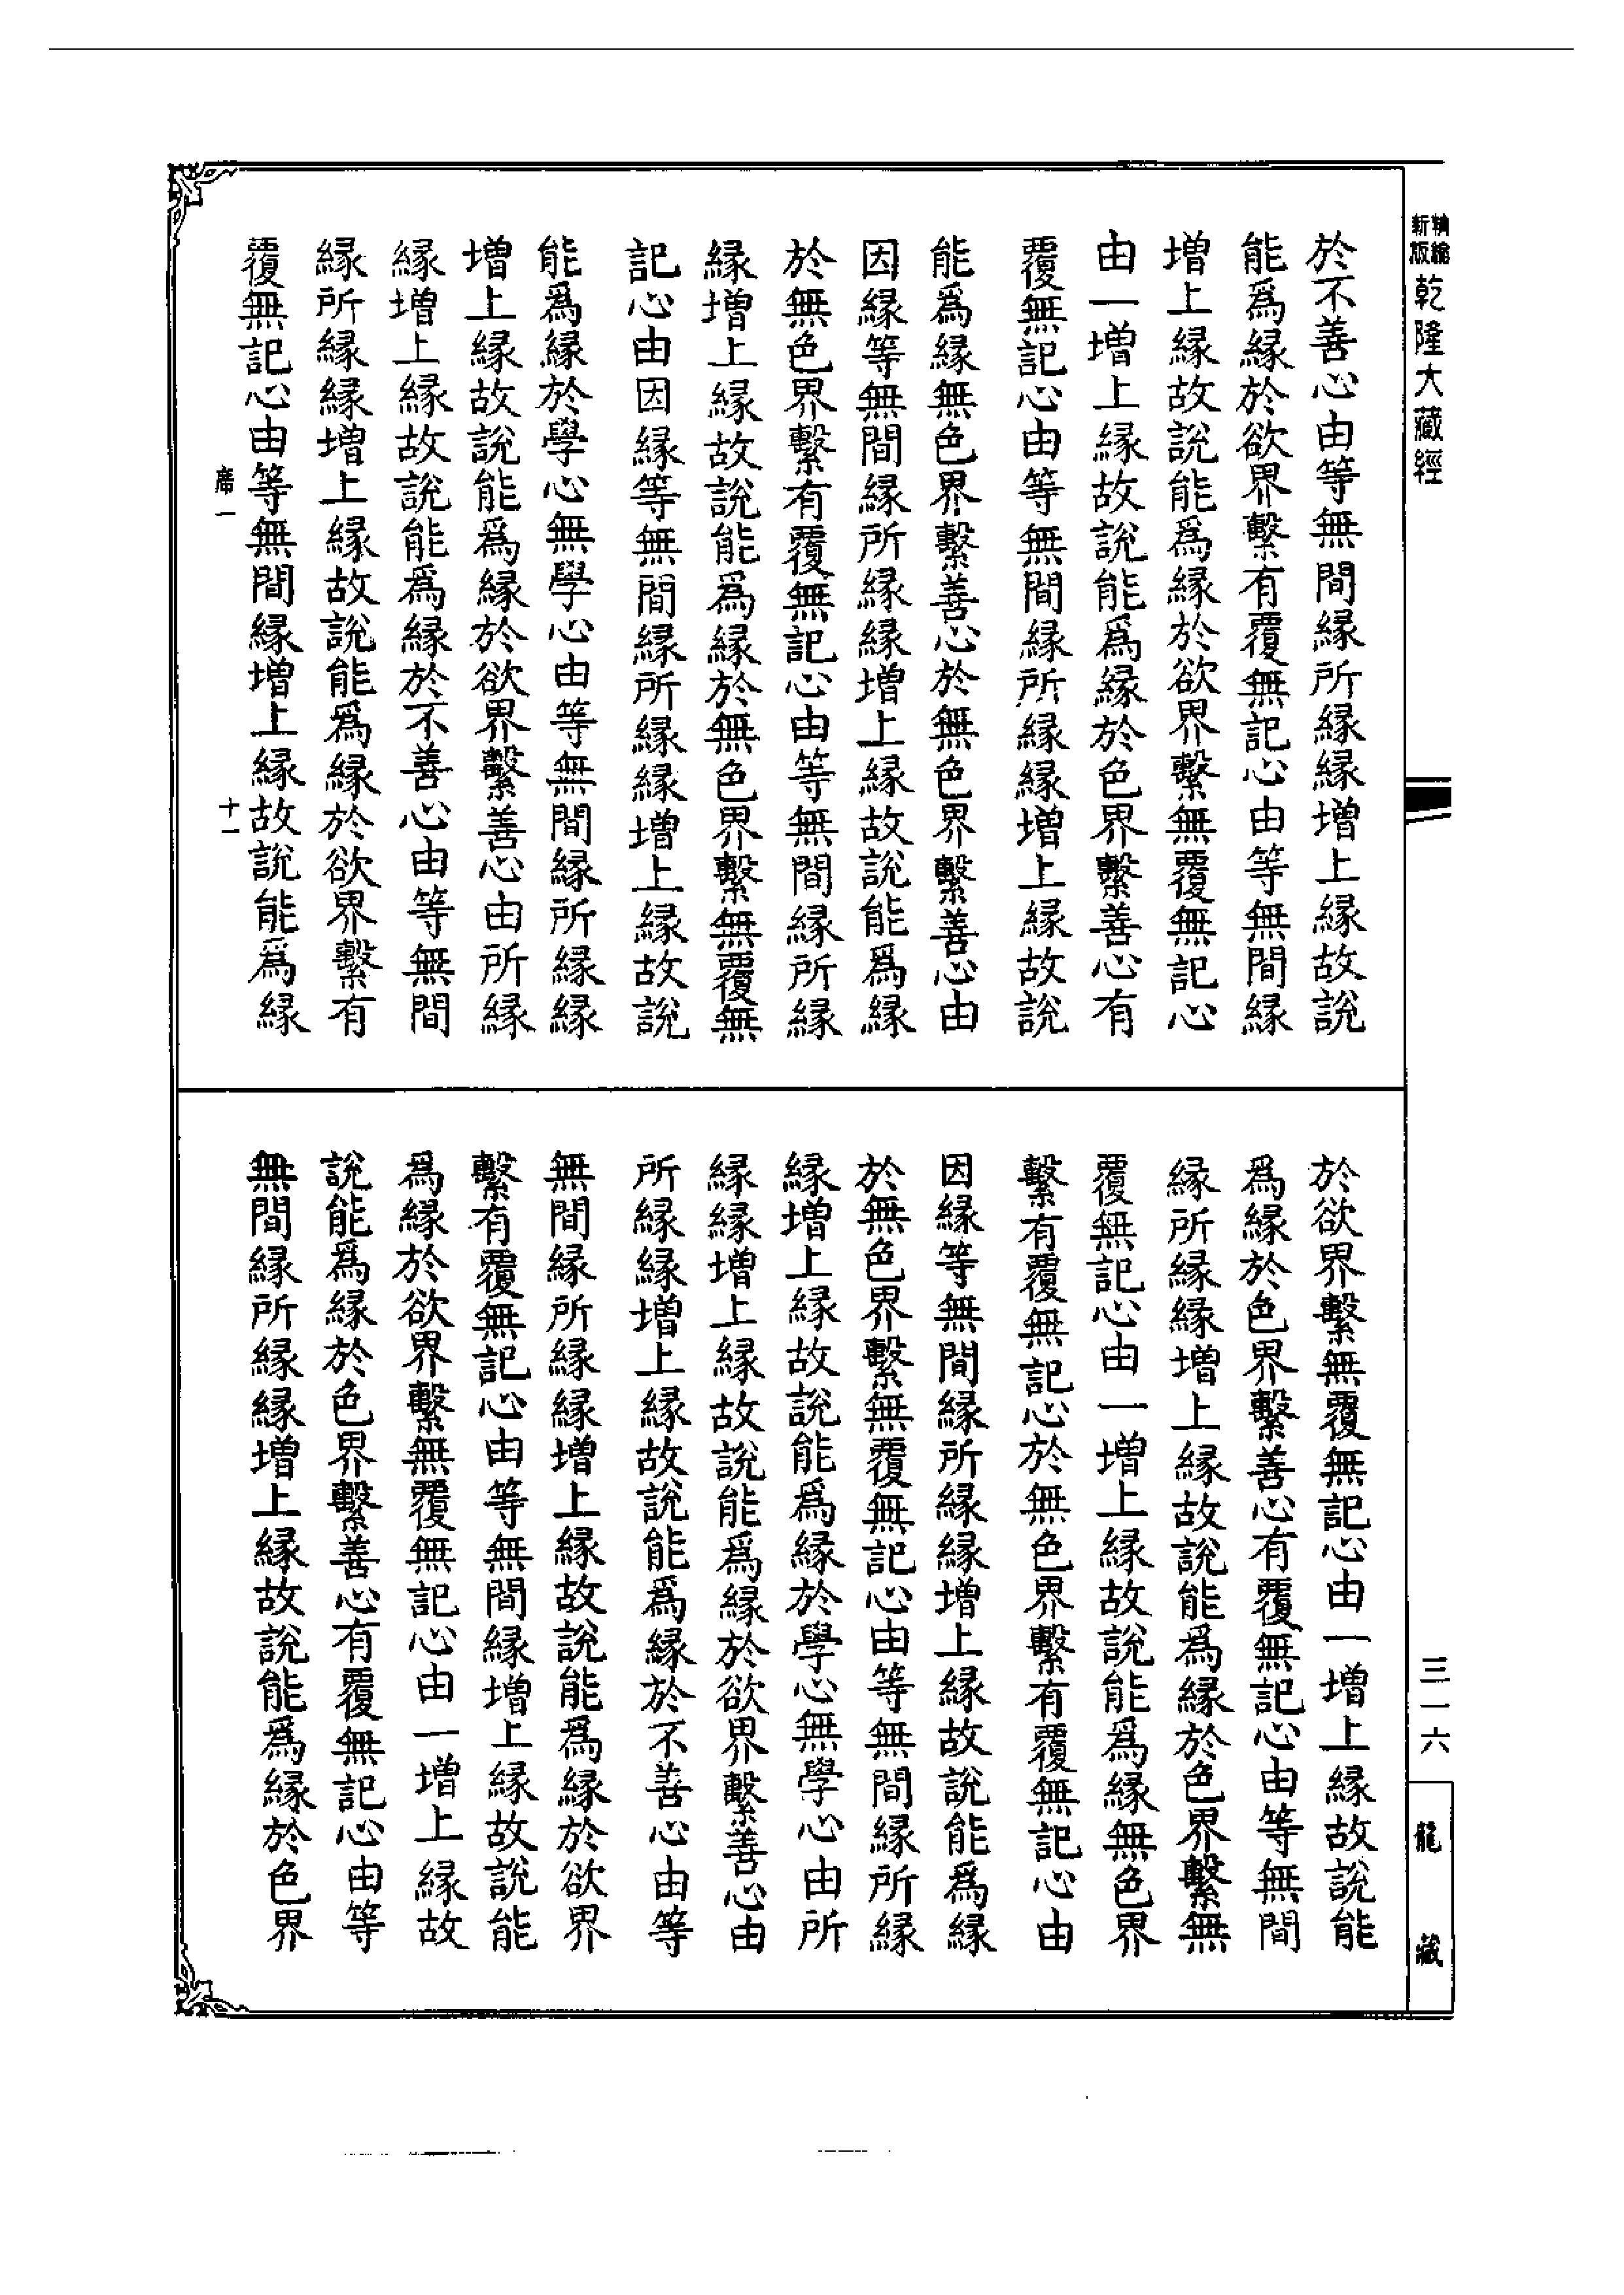 精縮
新版
乾隆大藏經
於不善心由等無間緣所緣緣增上緣故說
能爲緣於欲界繫有覆無記心由等無間緣
增上緣故說能爲緣於欲界繫無覆無記心
由一增上緣故說能爲緣於色界繫善心有
覆無記心由等無間緣所緣緣增上緣故說
能爲緣無色界繫善心於無色界繫善心由
因緣等無間緣所緣緣增上緣故說能爲緣
於無色界繫有覆無記心由等無間緣所緣
緣增上緣故說能爲緣於無色界繫無覆無
記心由因緣等無間緣所緣緣增上緣故說
能爲緣於學心無學心由等無間緣所緣緣
增上緣故說能爲緣於欲界繫善心由所緣
緣增上緣故說能爲緣於不善心由等無間
緣所緣緣增上緣故說能爲緣於欲界繫有
覆無記心由等無間緣增上緣故說能爲緣
席一
十一
於欲界繫無覆無記心由一增上緣故說能
爲緣於色界繫善心有覆無記心由等無間
緣所緣緣增上緣故說能爲緣於色界繫無
覆無記心由一增上緣故說能爲緣無色界
繫有覆無記心於無色界繫有覆無記心由
因緣等無間緣所緣緣增上緣故說能爲緣
於無色界繫無覆無記心由等無間緣所緣
緣增上緣故說能爲緣於學心無學心由所
緣緣增上緣故說能爲緣於欲界繫善心由
所緣緣增上緣故說能爲緣於不善心由等
無間緣所緣緣增上緣故說能爲緣於欲界
繫有覆無記心由等無間緣增上緣故說能
爲緣於欲界繫無覆無記心由一增上緣故
說能爲緣於色界繫善心有覆無記心由等
無間緣所緣緣增上緣故說能爲緣於色界
三一六
龍藏